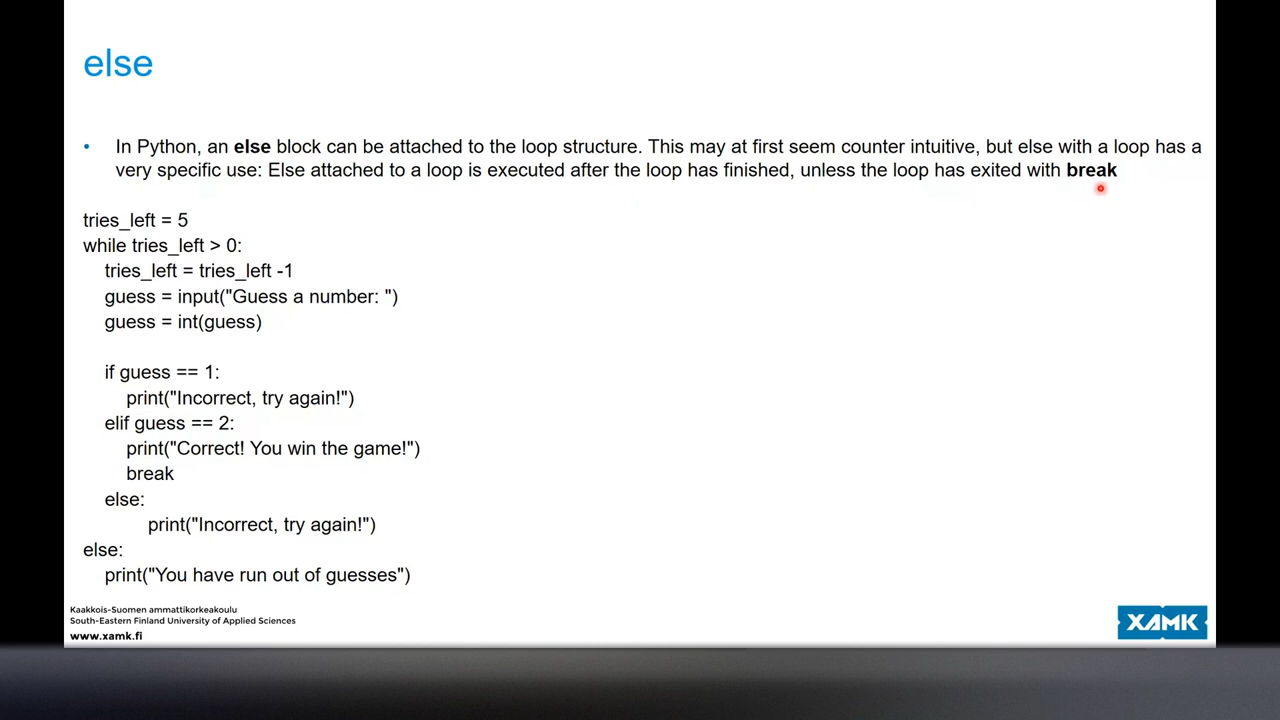 else
• In Python, an else block can be attached to the loop structure. This may at first seem counter intuitive, but else with a loop has a
very specific use: Else attached to a loop is executed after the loop has finished, unless the loop has exited with break
tries_left = 5
while tries_left > 0:
    tries_left = tries_left -1
    guess = input("Guess a number: ")
    guess = int(guess)
    if guess == 1:
        print("Incorrect, try again!")
    elif guess == 2:
        print("Correct! You win the game!")
        break
    else:
            print("Incorrect, try again!")
else:
    print("You have run out of guesses")
Kaakkois-Suomen ammattikorkeakoulu
South-Eastern Finland University of Applied Sciences
www.xamk.fi
XAMK